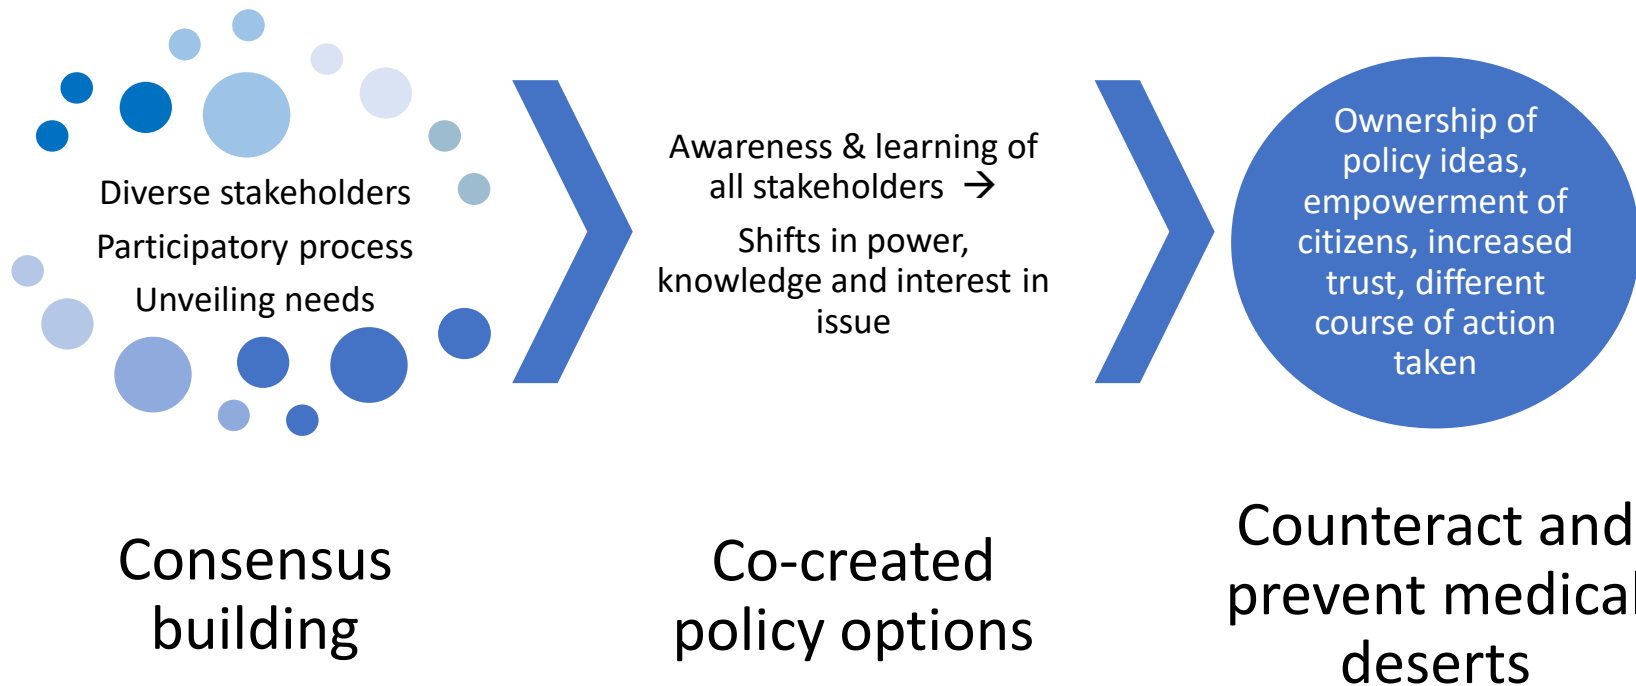 Diverse stakeholders
Participatory process
Unveiling needs
Awareness & learning of
all stakeholders →
Shifts in power,
knowledge and interest in
issue
Ownership of
policy ideas,
empowerment of
citizens, increased
trust, different
course of action
taken
Consensus
building
Co-created
policy options
Counteract and
prevent medical
deserts